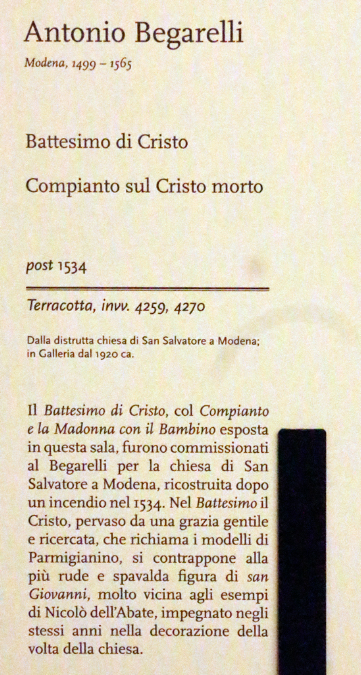 Antonio Begarelli
Modena, 1499 – 1565
Battesimo di Cristo
Compianto sul Cristo morto
post 1534
Terracotta, invv. 4259, 4270
Dalla distrutta chiesa di San Salvatore a Modena;
in Galleria dal 1920 ca.
Il Battesimo di Cristo, col Compianto
e la Madonna con il Bambino esposta
in questa sala, furono commissionati
al Begarelli per la chiesa di San
Salvatore a Modena, ricostruita dopo
un incendio nel 1534. Nel Battesimo il
Cristo, pervaso da una grazia gentile
e ricercata, che richiama i modelli di
Parmigianino, si contrappone alla
più rude e spavalda figura di san
Giovanni, molto vicina agli esempi
di Nicolò dell'Abate, impegnato negli
stessi anni nella decorazione della
volta della chiesa.